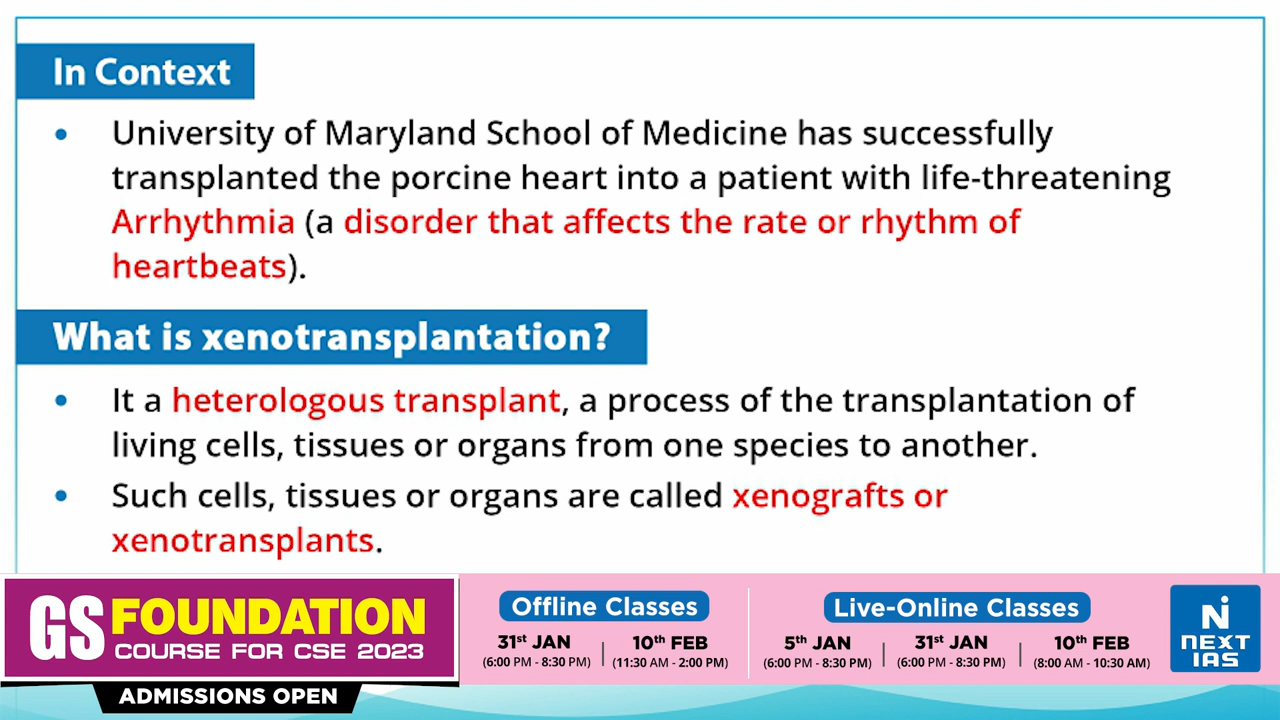 In Context
• University of Maryland School of Medicine has successfully
transplanted the porcine heart into a patient with life-threatening
Arrhythmia (a disorder that affects the rate or rhythm of
heartbeats).
What is xenotransplantation?
• It a heterologous transplant, a process of the transplantation of
living cells, tissues or organs from one species to another.
• Such cells, tissues or organs are called xenografts or
xenotransplants.
GS FOUNDATION
COURSE FOR CSE 2023
ADMISSIONS OPEN
Offline Classes
31st JAN | 10th FEB
(6:00 PM - 8:30 PM) (11:30 AM - 2:00 PM)
Live-Online Classes
5th JAN | 31st JAN | 10th FEB
(6:00 PM - 8:30 PM) (6:00 PM - 8:30 PM) (8:00 AM - 10:30 AM)
NEXT
IAS